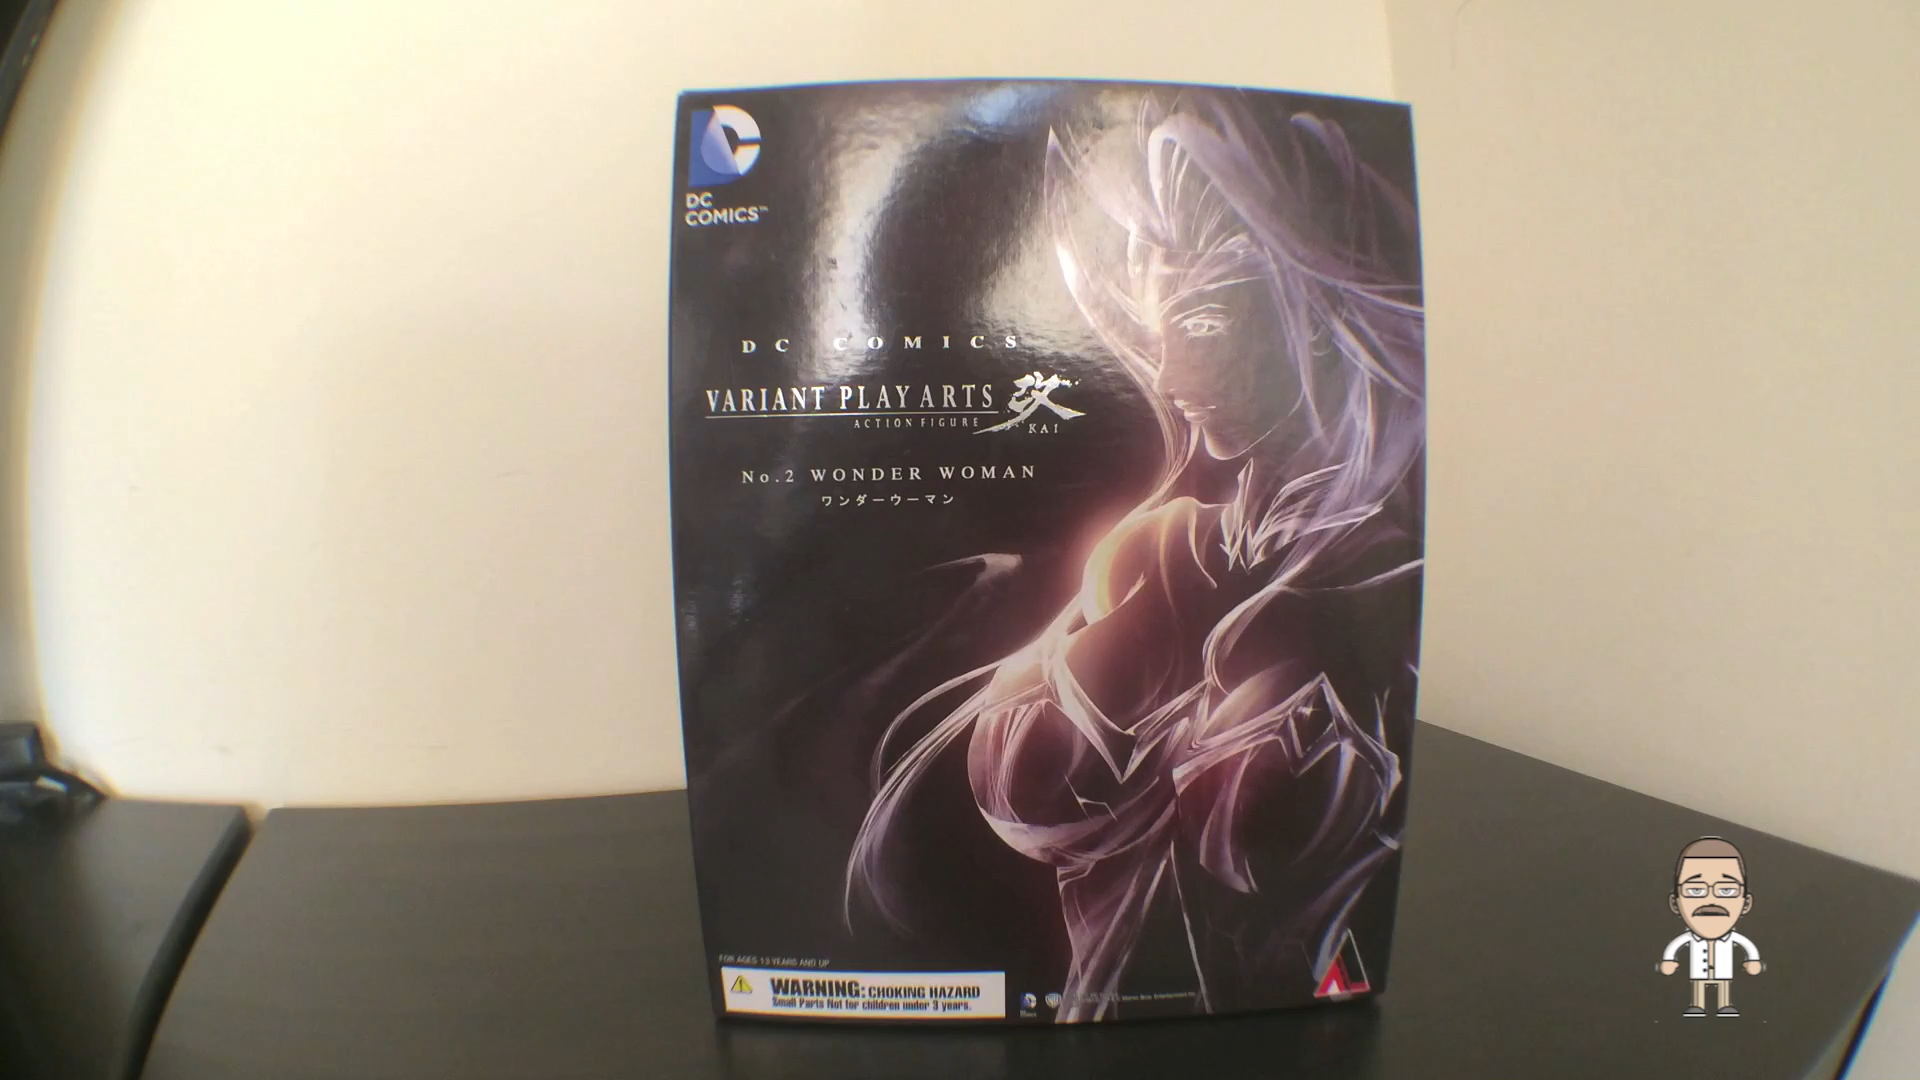 DC
COMICS™
DC COMICS
VARIANT PLAY ARTS 改
ACTION FIGURE KAI
No.2 WONDER WOMAN
ワンダーウーマン
FOR AGES 13 YEARS AND UP
WARNING: CHOKING HAZARD
Small Parts Not for children under 3 years.